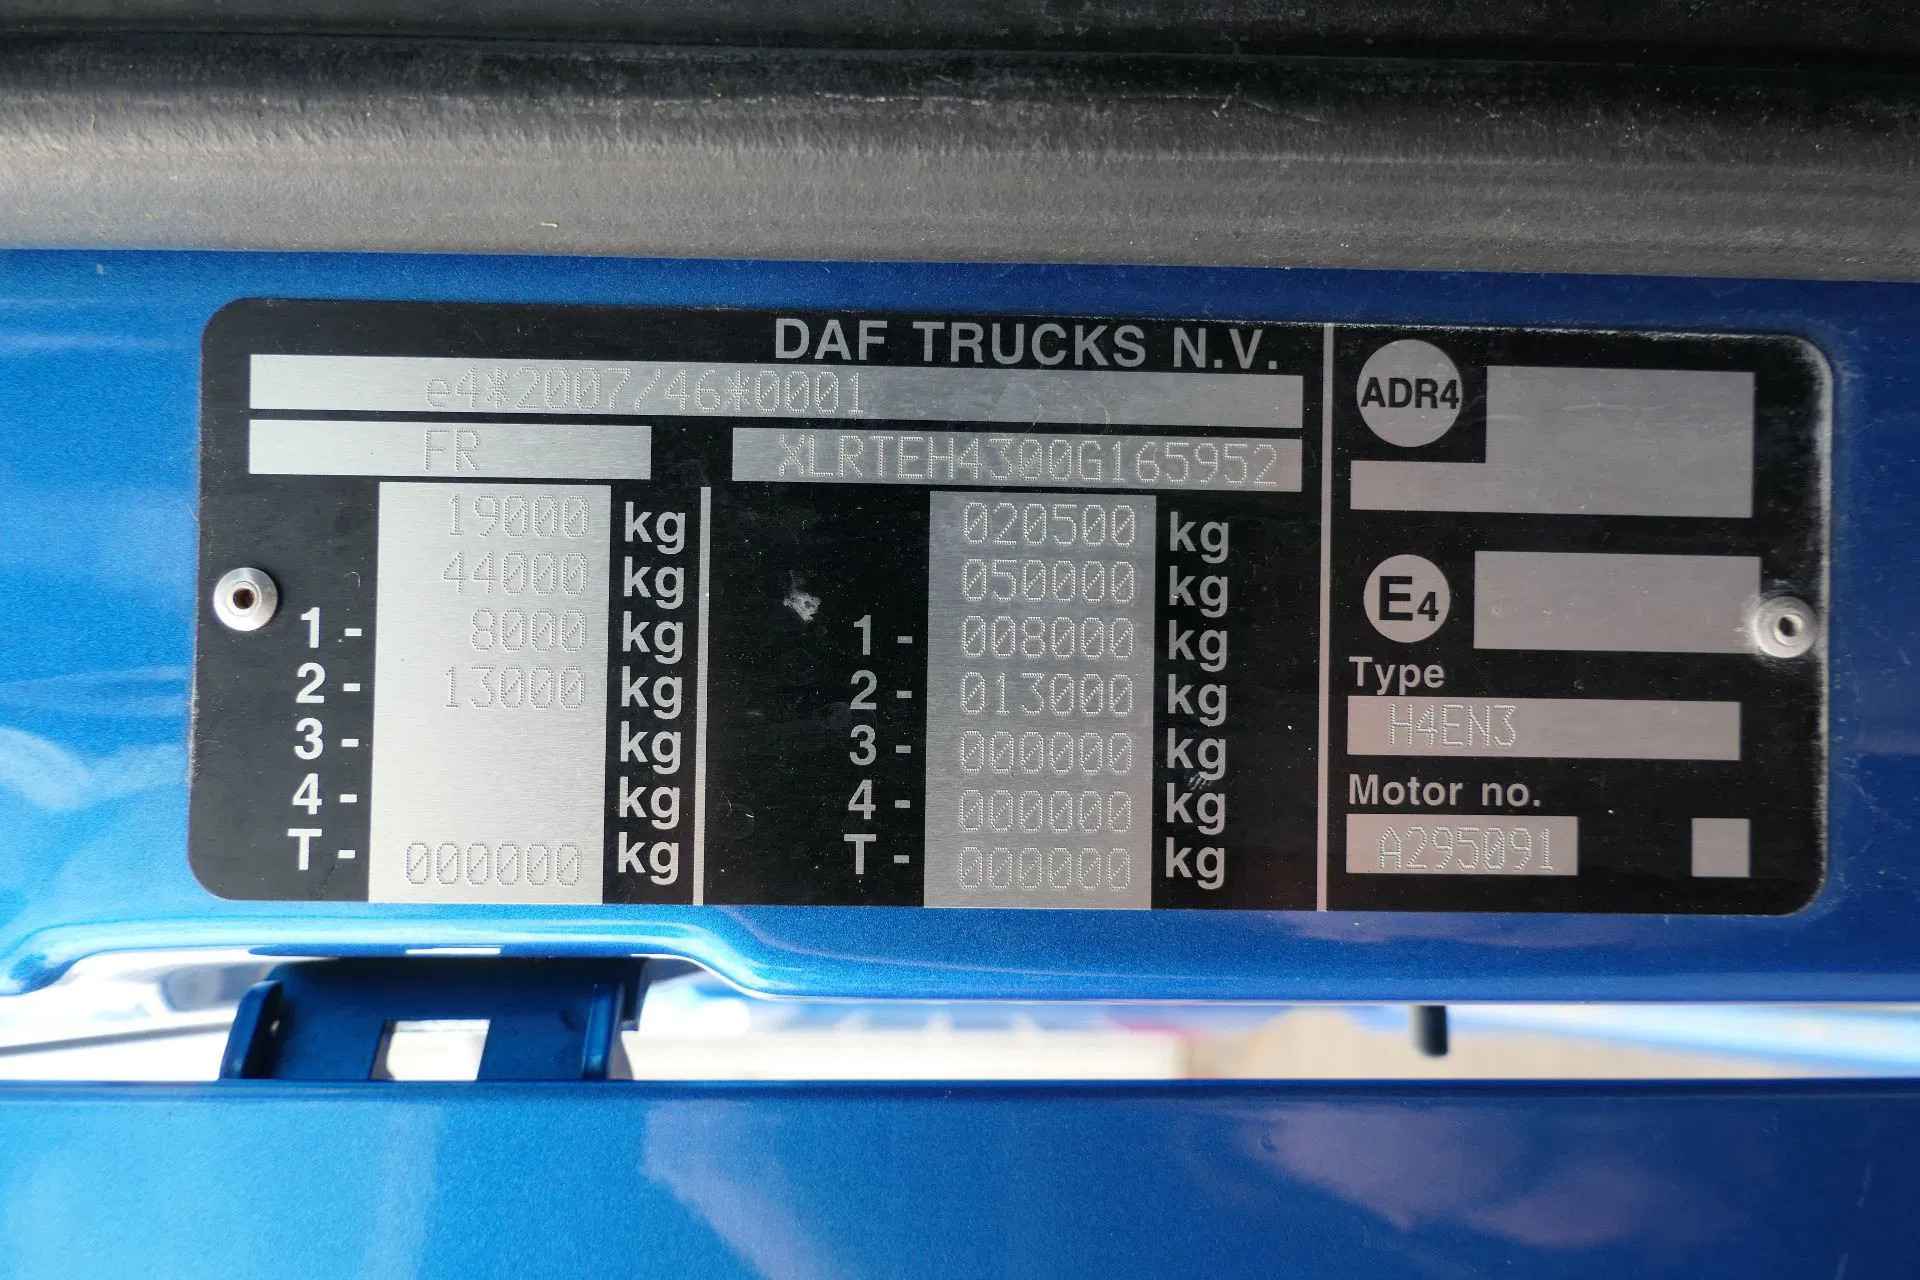 DAF TRUCKS N.V.
e4*2007/46*0001
FR XLRTEH4300G165952
19000 kg 020500 kg
44000 kg 050000 kg
1- 8000 kg 1- 008000 kg
2- 13000 kg 2- 013000 kg
3- kg 3- 000000 kg
4- kg 4- 000000 kg
T- 000000 kg T- 000000 kg
ADR4
E4
Type
H4EN3
Motor no.
A295091